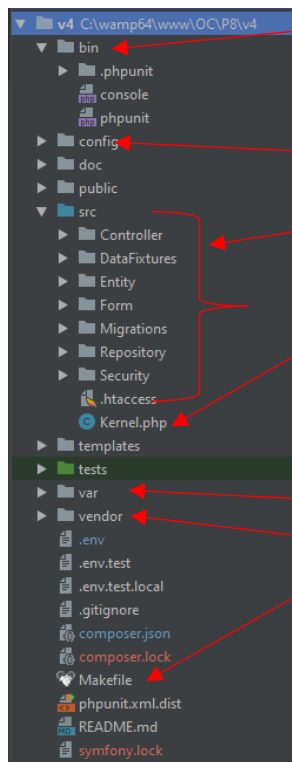 v4 C:\wamp64\www\OC\P8\v4
bin
.phpunit
console
phpunit
config
doc
public
src
Controller
DataFixtures
Entity
Form
Migrations
Repository
Security
.htaccess
Kernel.php
templates
tests
var
vendor
.env
.env.test
.env.test.local
.gitignore
composer.json
composer.lock
Makefile
phpunit.xml.dist
README.md
symfony.lock